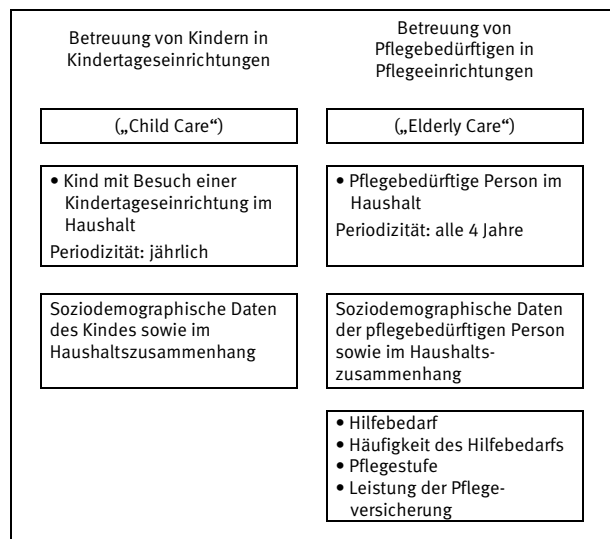 Betreuung von Kindern in
Kindertageseinrichtungen
(„Child Care“)
• Kind mit Besuch einer
Kindertageseinrichtung im
Haushalt
Periodizität: jährlich
Soziodemographische Daten
des Kindes sowie im
Haushaltszusammenhang
Betreuung von
Pflegebedürftigen in
Pflegeeinrichtungen
(„Elderly Care“)
• Pflegebedürftige Person im
Haushalt
Periodizität: alle 4 Jahre
Soziodemographische Daten
der pflegebedürftigen Person
sowie im Haushalts-
zusammenhang
• Hilfebedarf
• Häufigkeit des Hilfebedarfs
• Pflegestufe
• Leistung der Pflege-
versicherung